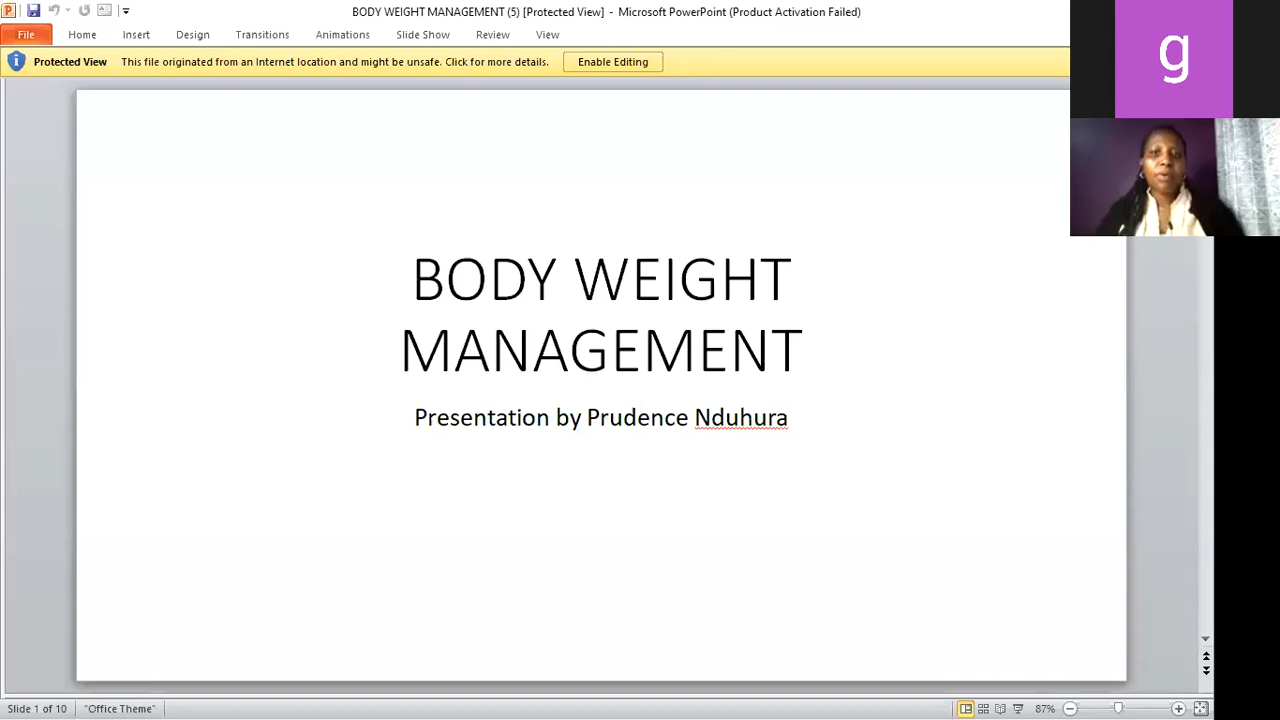 BODY WEIGHT MANAGEMENT (5) [Protected View] - Microsoft PowerPoint (Product Activation Failed)
File Home Insert Design Transitions Animations Slide Show Review View
Protected View This file originated from an Internet location and might be unsafe. Click for more details. Enable Editing
g
BODY WEIGHT
MANAGEMENT
Presentation by Prudence Nduhura
Slide 1 of 10 "Office Theme" 87%